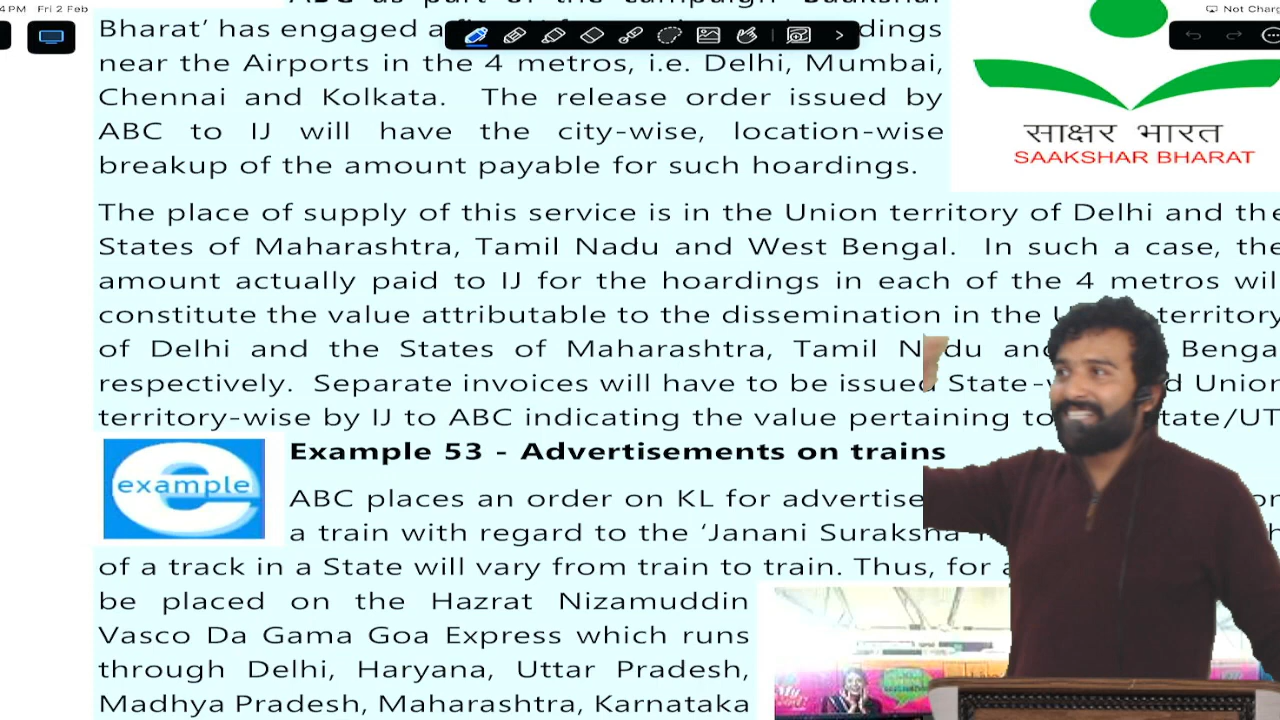 4PM Fri 2 Feb
Not Charg
Bharat’ has engaged a
dings
near the Airports in the 4 metros, i.e. Delhi, Mumbai,
Chennai and Kolkata. The release order issued by
ABC to IJ will have the city-wise, location-wise
breakup of the amount payable for such hoardings.
साक्षर भारत
SAAKSHAR BHARAT
The place of supply of this service is in the Union territory of Delhi and the
States of Maharashtra, Tamil Nadu and West Bengal. In such a case, the
amount actually paid to IJ for the hoardings in each of the 4 metros wil
constitute the value attributable to the dissemination in the territory
of Delhi and the States of Maharashtra, Tamil N du an Benga
respectively. Separate invoices will have to be issued State- d Union
territory-wise by IJ to ABC indicating the value pertaining to tate/UT
example
Example 53 - Advertisements on trains
ABC places an order on KL for advertise
a train with regard to the ‘Janani Suraksha
of a track in a State will vary from train to train. Thus, for a
be placed on the Hazrat Nizamuddin
Vasco Da Gama Goa Express which runs
through Delhi, Haryana, Uttar Pradesh,
Madhya Pradesh, Maharashtra, Karnataka